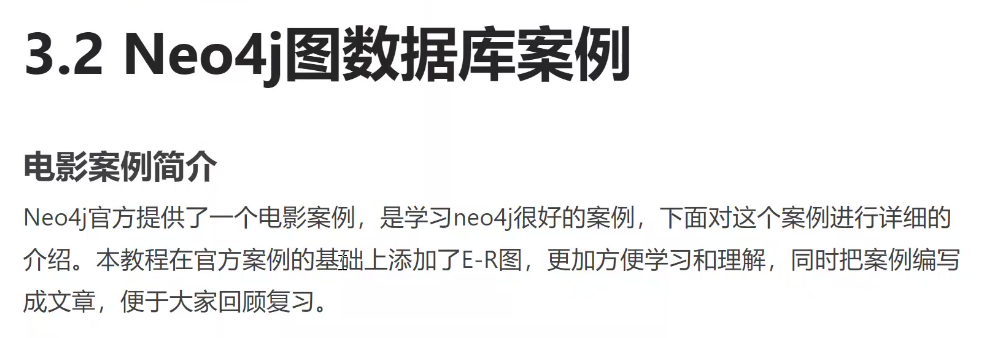 3.2 Neo4j图数据库案例
电影案例简介
Neo4j官方提供了一个电影案例，是学习neo4j很好的案例，下面对这个案例进行详细的
介绍。本教程在官方案例的基础上添加了E-R图，更加方便学习和理解，同时把案例编写
成文章，便于大家回顾复习。